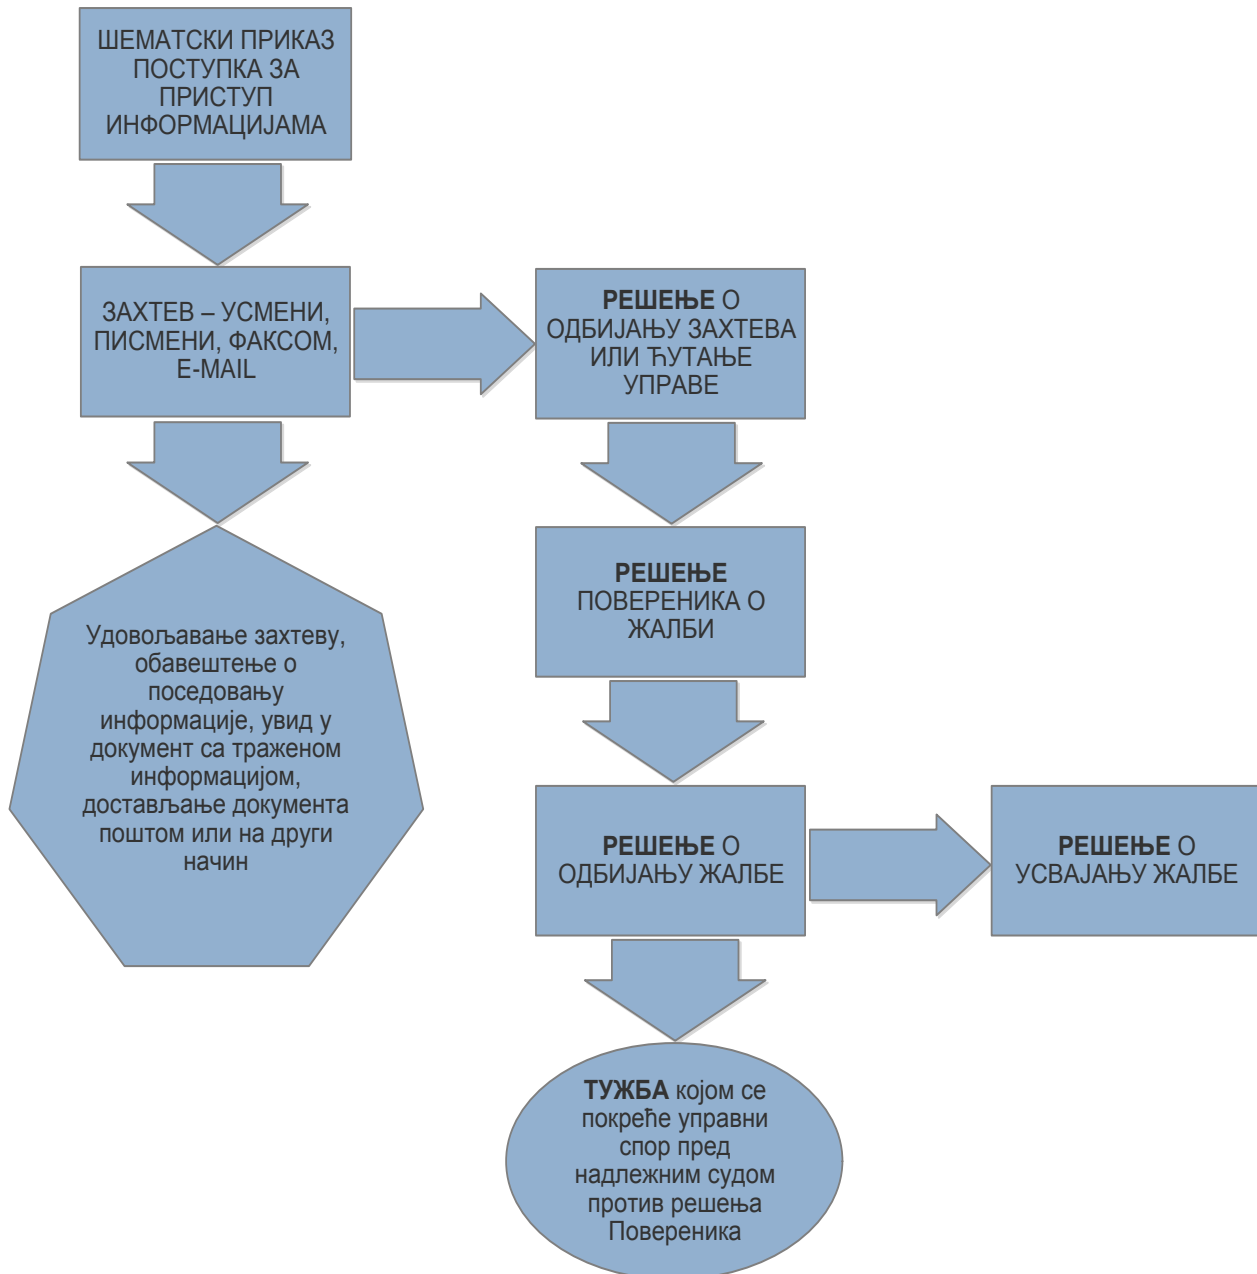 ШЕМАТСКИ ПРИКАЗ
ПОСТУПКА ЗА
ПРИСТУП
ИНФОРМАЦИЈАМА
ЗАХТЕВ – УСМЕНИ,
ПИСМЕНИ, ФАКСОМ,
E-MAIL
РЕШЕЊЕ О
ОДБИЈАЊУ ЗАХТЕВА
ИЛИ ЋУТАЊЕ
УПРАВЕ
Удовољавање захтеву,
обавештење о
поседовању
информације, увид у
документ са траженом
информацијом,
достављање документа
поштом или на други
начин
РЕШЕЊЕ
ПОВЕРЕНИКА О
ЖАЛБИ
РЕШЕЊЕ О
ОДБИЈАЊУ ЖАЛБЕ
РЕШЕЊЕ О
УСВАЈАЊУ ЖАЛБЕ
ТУЖБА којом се
покреће управни
спор пред
надлежним судом
против решења
Повереника